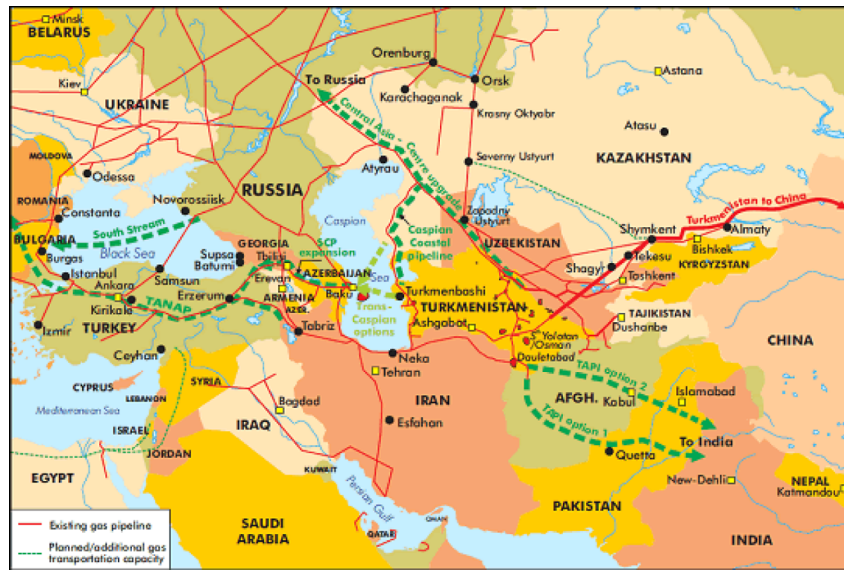 Minsk
BELARUS
Kiev
UKRAINE
MOLDOVA
Odessa
ROMANIA
Constanta
BULGARIA
Burgas
Istanbul
Ankara
Kirikale
Izmir
TURKEY
TANAP
South Stream
Black Sea
Novorossiisk
Samsun
Erzerum
Ceyhan
CYPRUS
Mediterranean Sea
LEBANON
ISRAEL
SYRIA
JORDAN
EGYPT
RUSSIA
To Russia
Orenburg
Orsk
Karachaganak
Krasny Oktyabr
Astana
Atasu
Severny Ustyurt
KAZAKHSTAN
Atyrau
Central Asia - Centre upgrade
Zapadny
Ustyurt
Caspian
Sea
Caspian
Coastal
pipeline
SCP
expansion
GEORGIA
Tbilisi
Supsa
Batumi
Erevan
ARMENIA
AZER.
AZERBAIJAN
Baku
Trans-
Caspian
options
Turkmenbashi
TURKMENISTAN
Ashgabat
UZBEKISTAN
Shymkent
Turkmenistan to China
Almaty
Bishkek
KYRGYZSTAN
Tekesu
Shagyr
Tashkent
TAJIKISTAN
Dushanbe
CHINA
S Yolotan
/Osman
Dauletabad
Tabriz
Neka
Tehran
IRAN
Esfahan
Bagdad
IRAQ
KUWAIT
Persian Gulf
QATAR
OMAN
SAUDI
ARABIA
AFGH.
Kabul
TAPI option 2
TAPI option 1
Islamabad
To India
Quetta
New-Delhi
PAKISTAN
NEPAL
Katmandou
INDIA
Existing gas pipeline
Planned/additional gas
transportation capacity